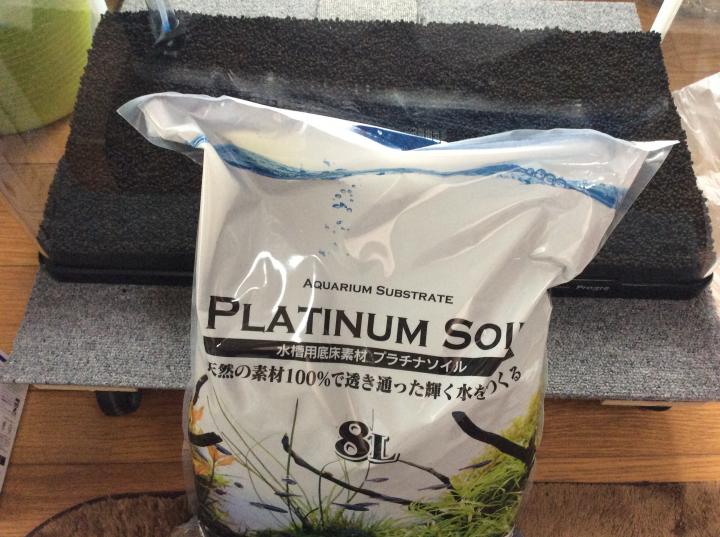 AQUARIUM SUBSTRATE
PLATINUM SOIL
水槽用底床素材 プラチナソイル
天然の素材100%で透き通った輝く水をつくる
8L
Progre